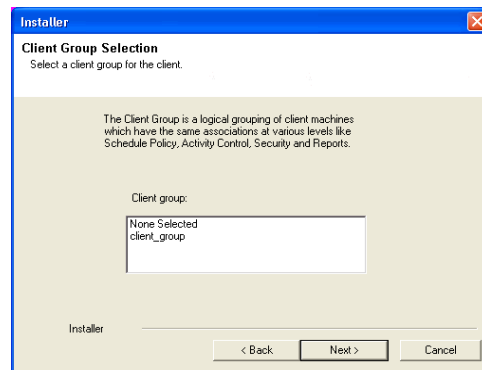 Installer
Client Group Selection
Select a client group for the client.
The Client Group is a logical grouping of client machines
which have the same associations at various levels like
Schedule Policy, Activity Control, Security and Reports.
Client group:
None Selected
client_group
Installer
< Back Next > Cancel